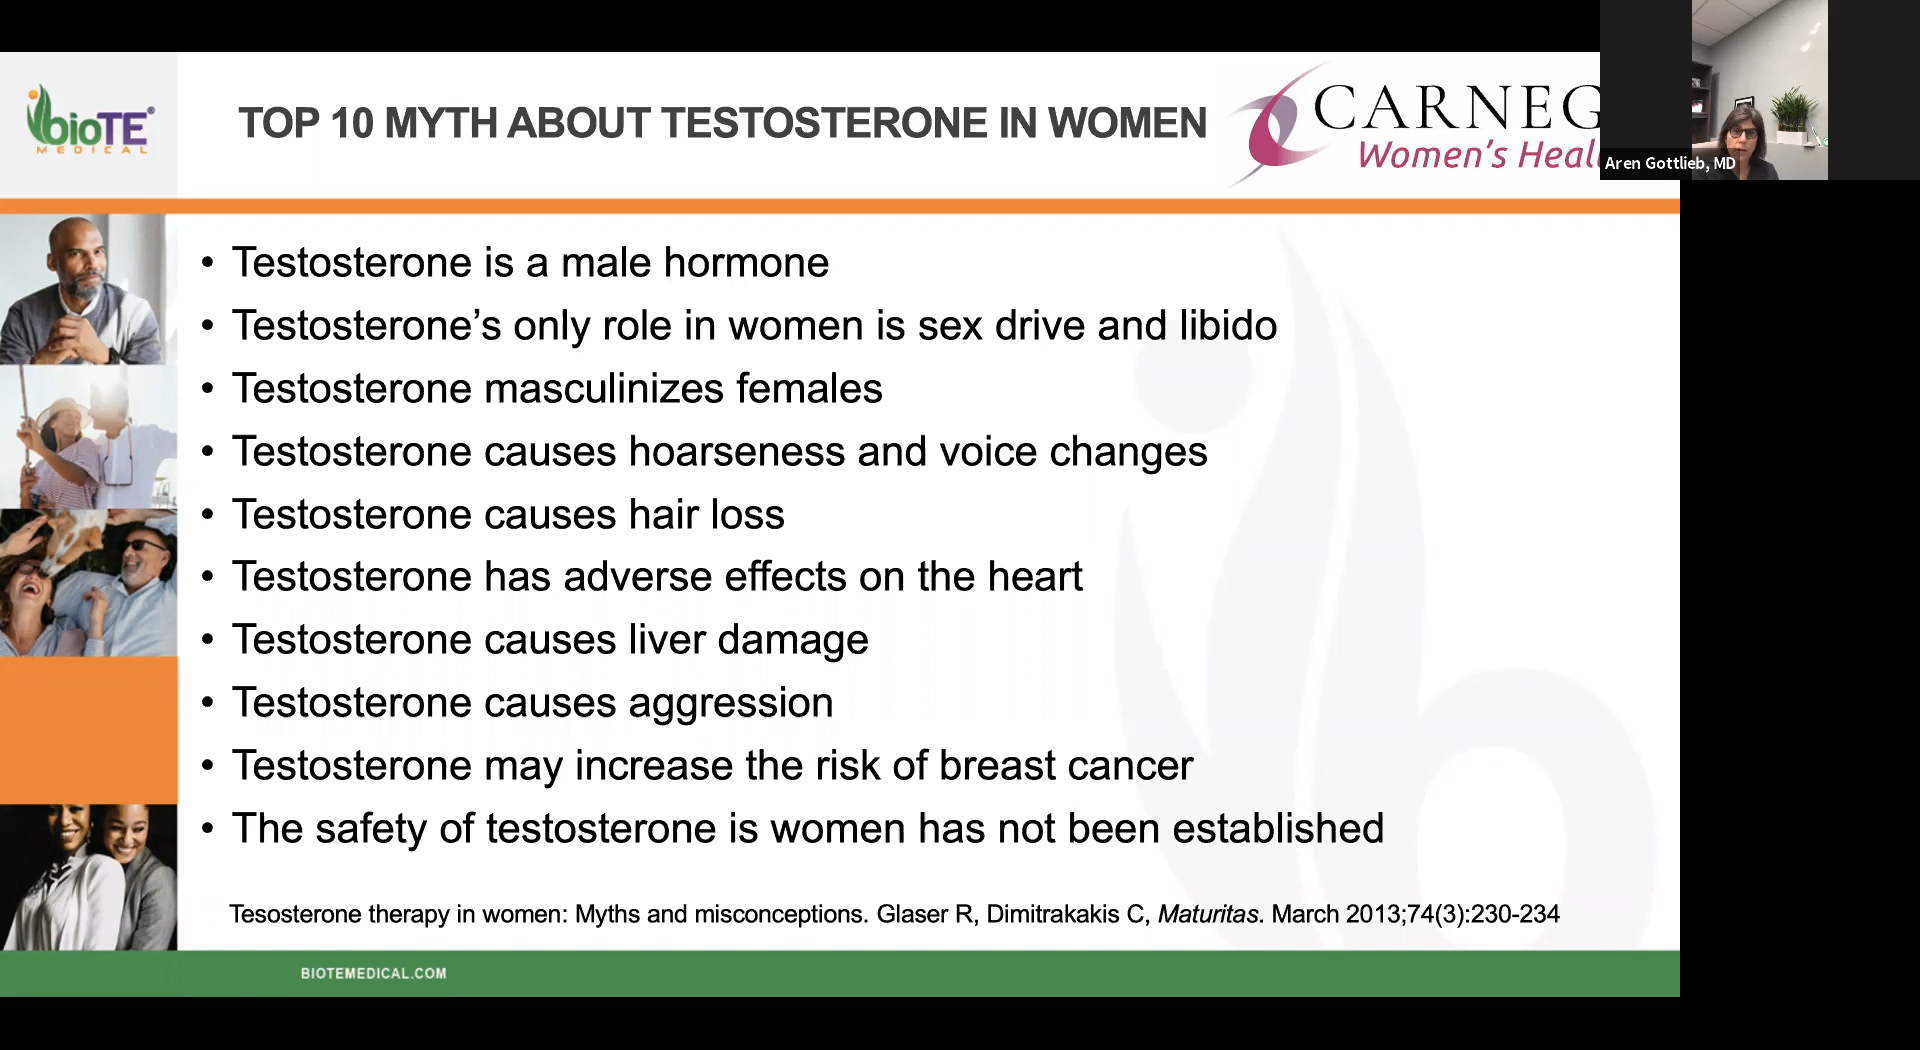 bioTE®
MEDICAL
TOP 10 MYTH ABOUT TESTOSTERONE IN WOMEN
CARNEG
Women's Heal
Aren Gottlieb, MD
• Testosterone is a male hormone
• Testosterone’s only role in women is sex drive and libido
• Testosterone masculinizes females
• Testosterone causes hoarseness and voice changes
• Testosterone causes hair loss
• Testosterone has adverse effects on the heart
• Testosterone causes liver damage
• Testosterone causes aggression
• Testosterone may increase the risk of breast cancer
• The safety of testosterone is women has not been established
Tesosterone therapy in women: Myths and misconceptions. Glaser R, Dimitrakakis C, Maturitas. March 2013;74(3):230-234
BIOTEMEDICAL.COM